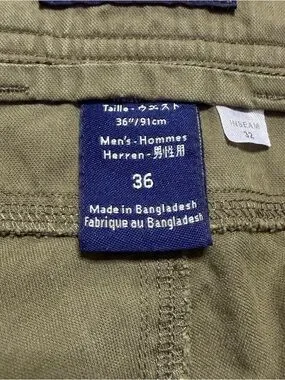 Taille - ウエスト
36"/91cm
Men's - Hommes
Herren - 男性用
36
Made in Bangladesh
Fabrique au Bangladesh
INSEAM
32